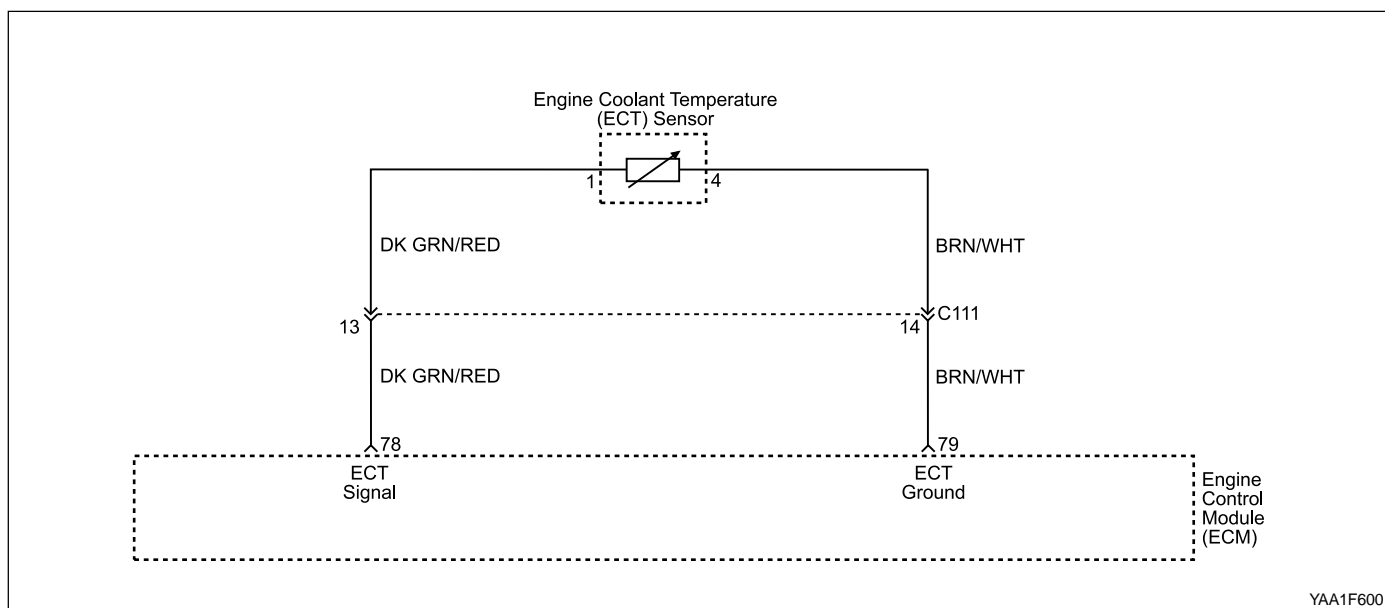 Engine Coolant Temperature
(ECT) Sensor
1
4
DK GRN/RED
BRN/WHT
13
14
C111
DK GRN/RED
BRN/WHT
78
79
ECT
Signal
ECT
Ground
Engine
Control
Module
(ECM)
YAA1F600